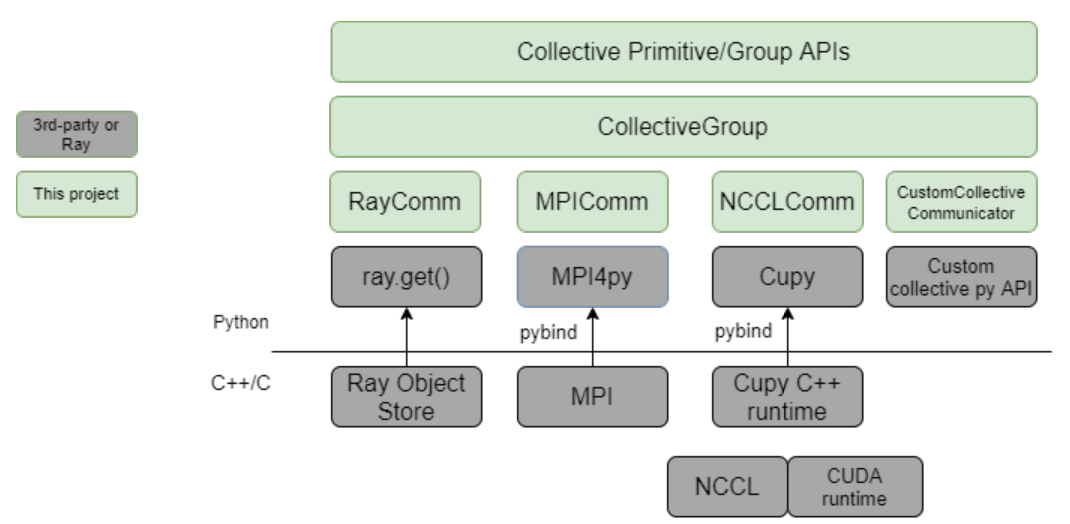 Collective Primitive/Group APIs
3rd-party or
Ray
CollectiveGroup
This project
RayComm
MPIComm
NCCLComm
CustomCollective
Communicator
ray.get()
MPI4py
Cupy
Custom
collective py API
Python
pybind
pybind
C++/C
Ray Object
Store
MPI
Cupy C++
runtime
NCCL
CUDA
runtime